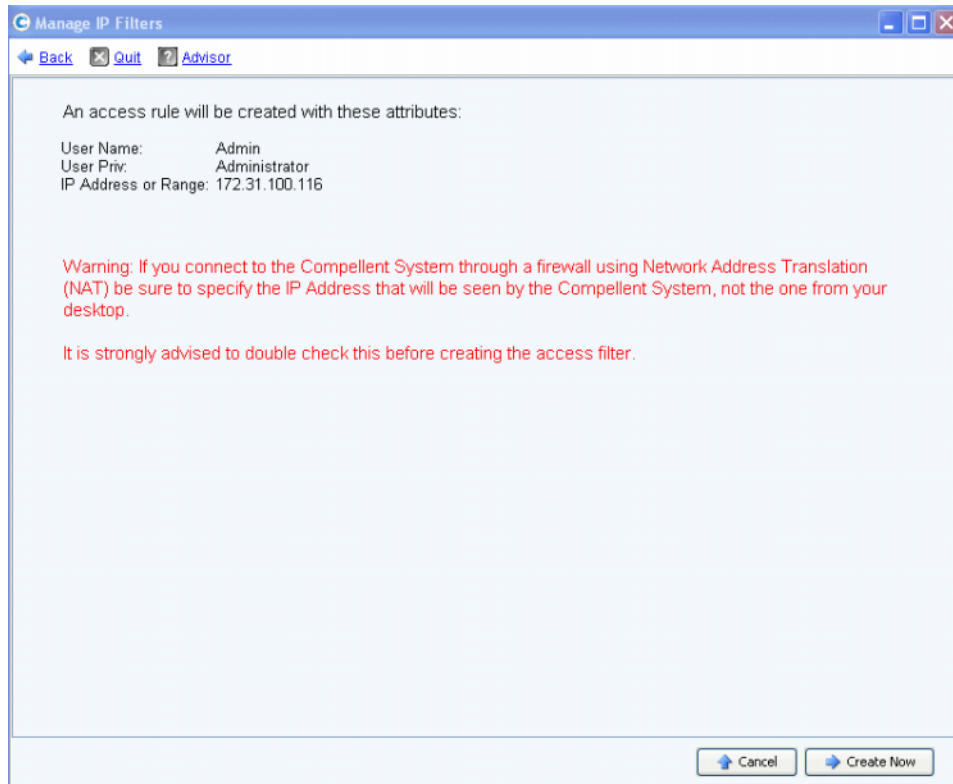 Manage IP Filters
Back Quit Advisor
An access rule will be created with these attributes:
User Name: Admin
User Priv: Administrator
IP Address or Range: 172.31.100.116
Warning: If you connect to the Compellent System through a firewall using Network Address Translation
(NAT) be sure to specify the IP Address that will be seen by the Compellent System, not the one from your
desktop.
It is strongly advised to double check this before creating the access filter.
Cancel Create Now